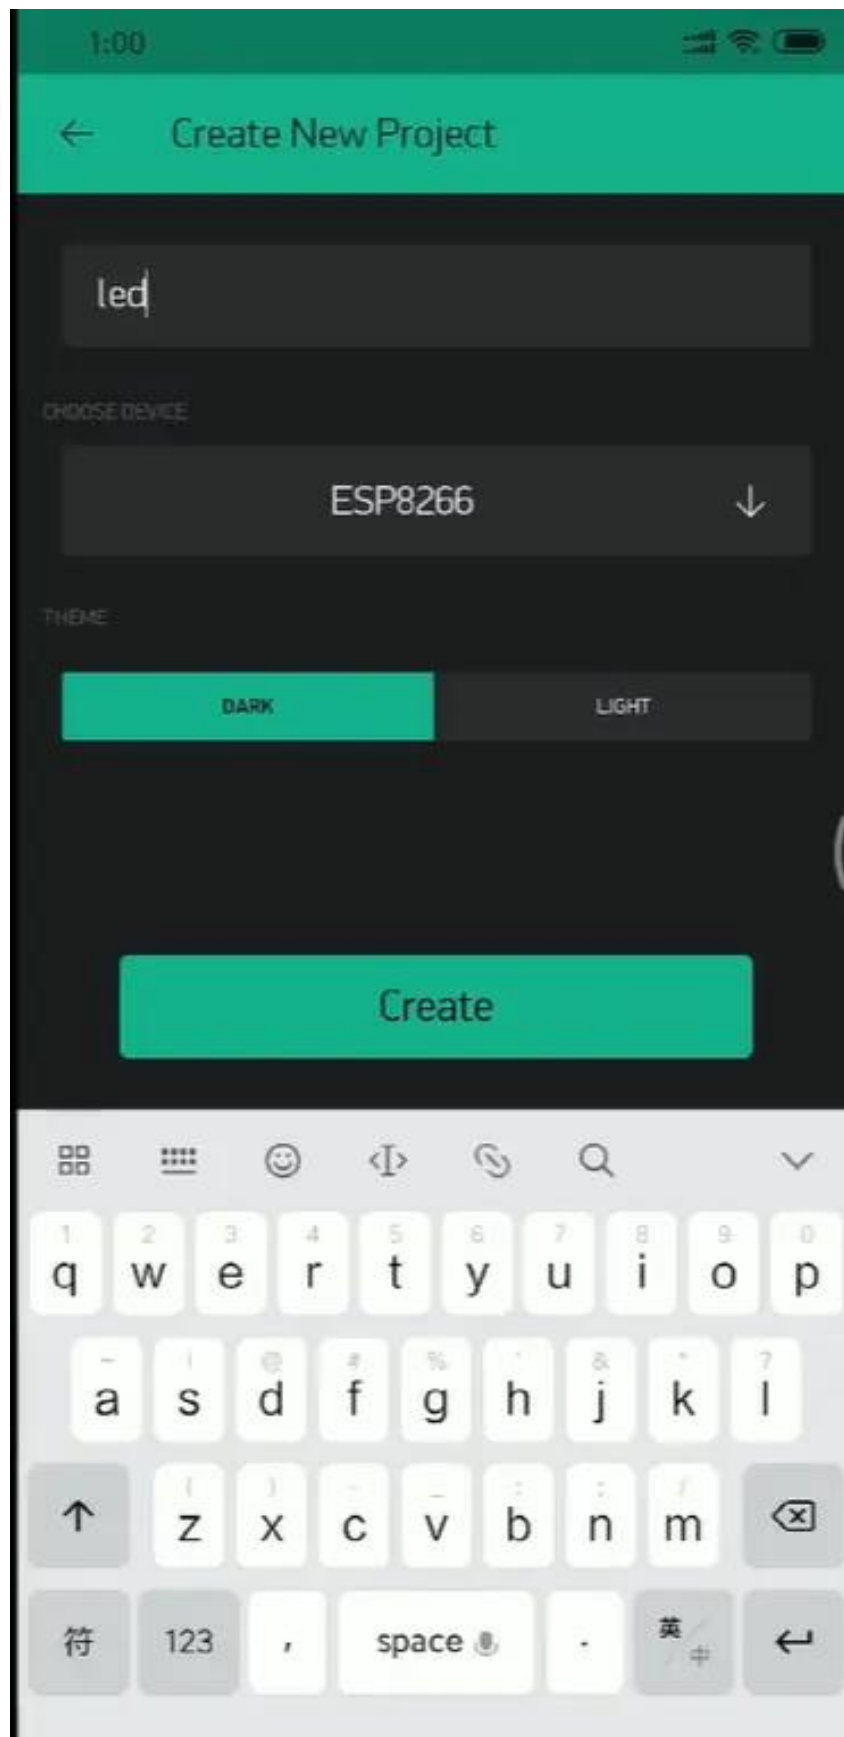 1:00
Create New Project
led
CHOOSE DEVICE
ESP8266
THEME
DARK LIGHT
Create
1 2 3 4 5 6 7 8 9 0
q w e r t y u i o p
@ # % & ?
a s d f g h j k l
( ) - _ : ; /
z x c v b n m
符 123 , space . 英/中